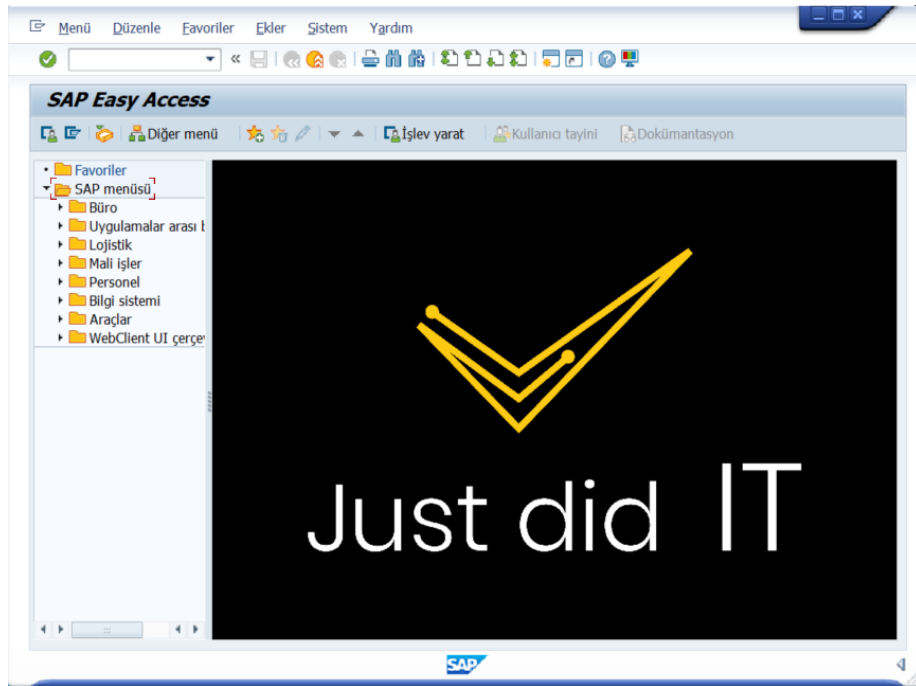 Menü Düzenle Favoriler Ekler Sistem Yardım
SAP Easy Access
Diğer menü İşlev yarat Kullanıcı tayini Dokümantasyon
Favoriler
SAP menüsü
Büro
Uygulamalar arası
Lojistik
Mali işler
Personel
Bilgi sistemi
Araçlar
WebClient UI
Just did IT
SAP